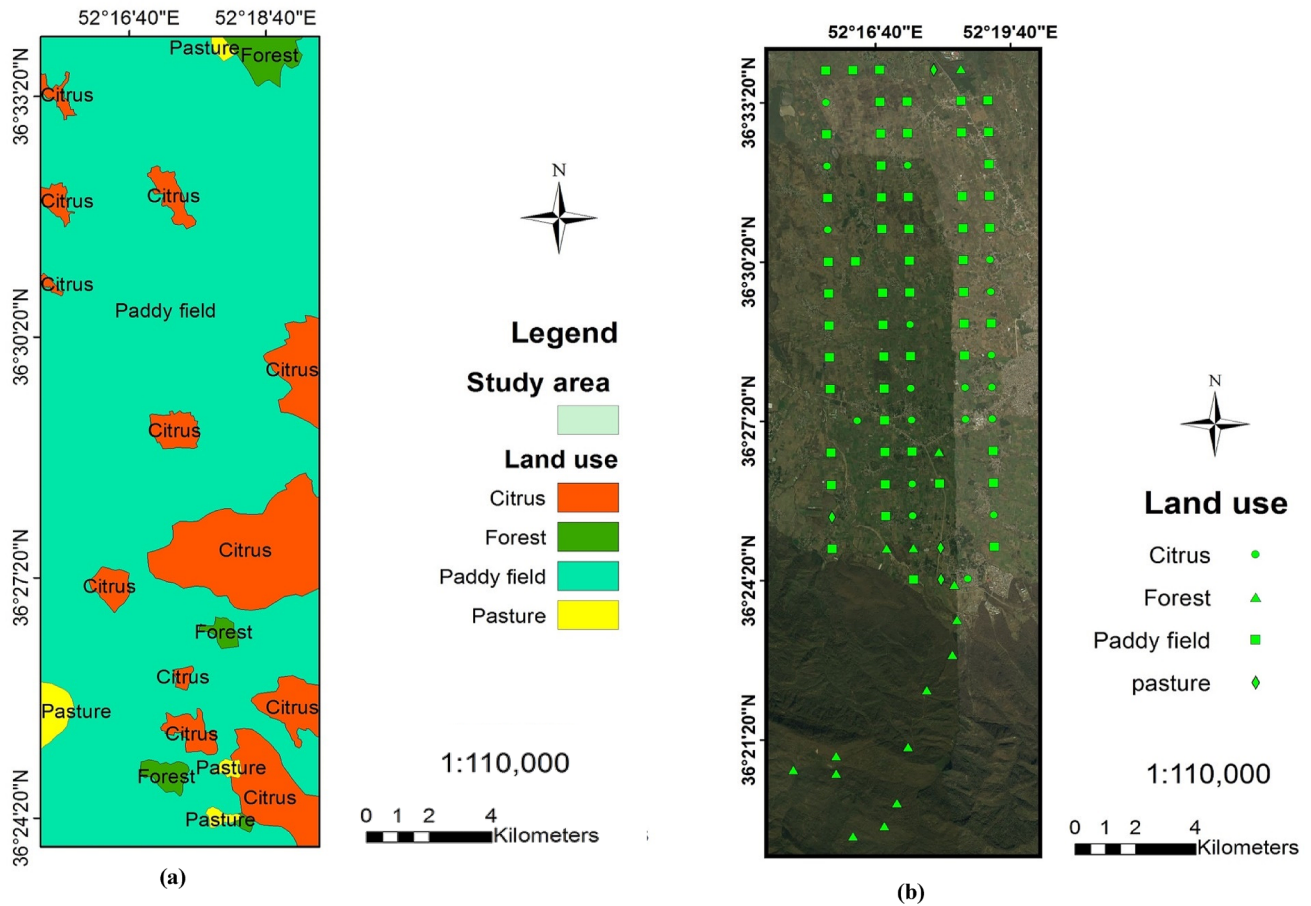 52°16'40"E 52°18'40"E
36°33'20"N
36°30'20"N
36°27'20"N
36°24'20"N
Pasture Forest
Citrus
Citrus
Citrus
Citrus
Paddy field
Citrus
Citrus
Citrus
Citrus
Forest
Citrus
Pasture
Citrus
Citrus
Pasture
Forest
Citrus
Pasture
N
Legend
Study area
Land use
Citrus
Forest
Paddy field
Pasture
1:110,000
0 1 2 4
Kilometers
(a)
52°16'40"E 52°19'40"E
36°33'20"N
36°30'20"N
36°27'20"N
36°24'20"N
36°21'20"N
N
Land use
Citrus
Forest
Paddy field
pasture
1:110,000
0 1 2 4
Kilometers
(b)